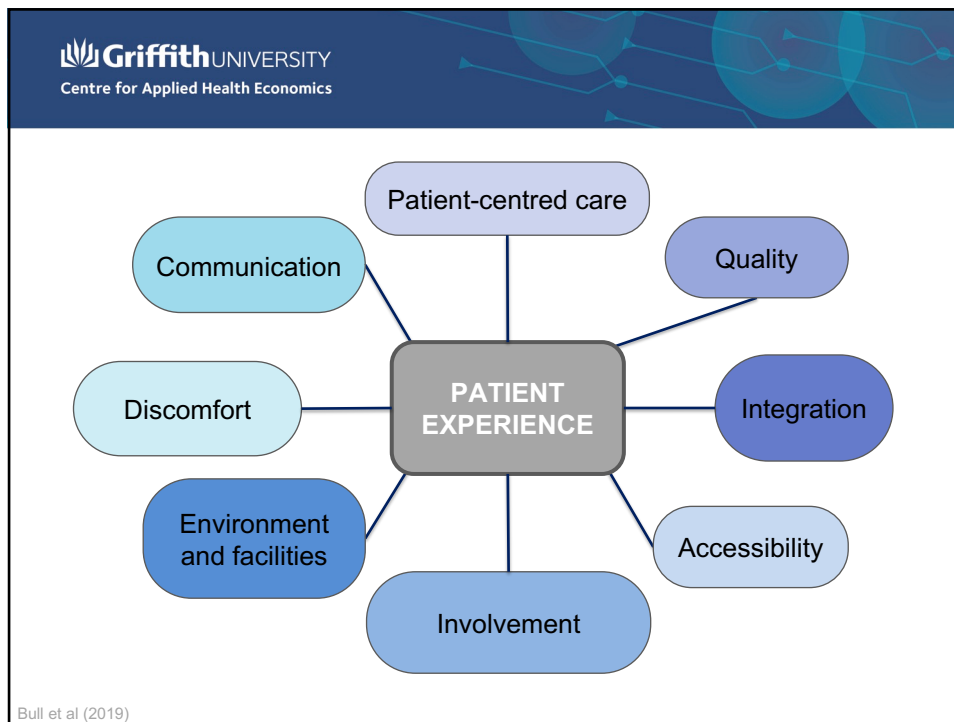 Griffith UNIVERSITY
Centre for Applied Health Economics
Patient-centred care
Communication
Quality
Discomfort
PATIENT
EXPERIENCE
Integration
Environment
and facilities
Accessibility
Involvement
Bull et al (2019)